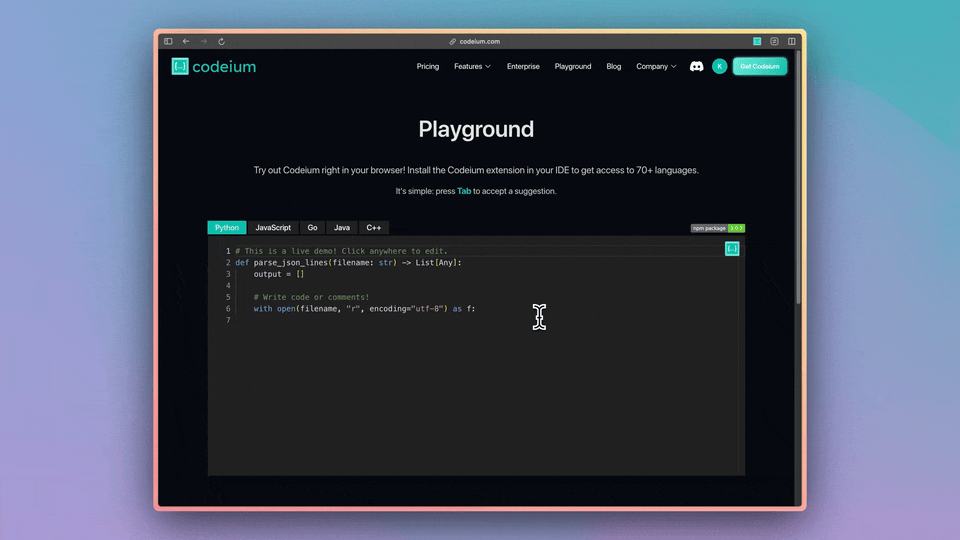 codeium.com
{...} codeium
Pricing Features Enterprise Playground Blog Company K Get Codeium
Playground
Try out Codeium right in your browser! Install the Codeium extension in your IDE to get access to 70+ languages.
It's simple: press Tab to accept a suggestion.
Python JavaScript Go Java C++
npm package
1 # This is a live demo! Click anywhere to edit.
{...}
2 def parse_json_lines(filename: str) -> List[Any]:
3 output = []
4
5 # Write code or comments!
6 with open(filename, "r", encoding="utf-8") as f:
7